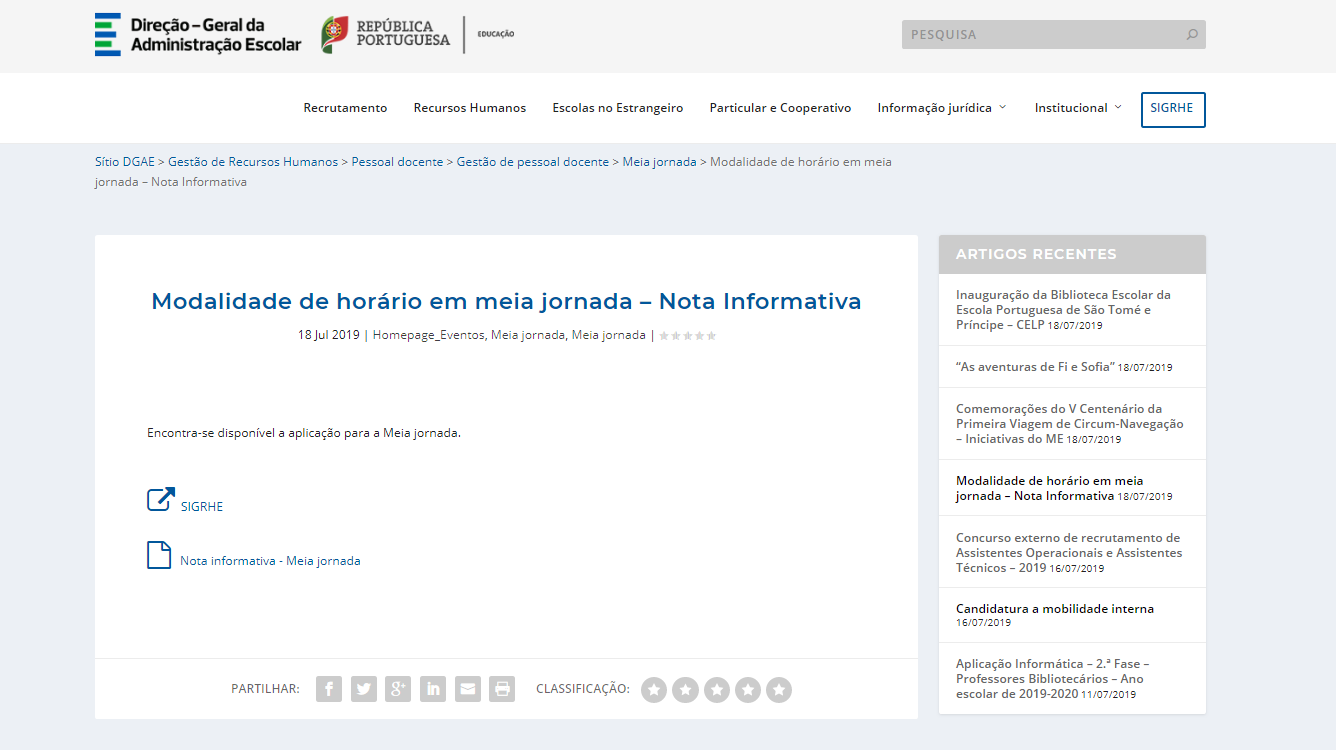 Direção – Geral da
Administração Escolar
REPÚBLICA
PORTUGUESA
EDUCAÇÃO
PESQUISA
Recrutamento
Recursos Humanos
Escolas no Estrangeiro
Particular e Cooperativo
Informação jurídica
Institucional
SIGRHE
Sítio DGAE > Gestão de Recursos Humanos > Pessoal docente > Gestão de pessoal docente > Meia jornada > Modalidade de horário em meia
jornada – Nota Informativa
Modalidade de horário em meia jornada – Nota Informativa
18 Jul 2019 | Homepage_Eventos, Meia jornada, Meia jornada |
Encontra-se disponível a aplicação para a Meia jornada.
SIGRHE
Nota informativa - Meia jornada
PARTILHAR:
CLASSIFICAÇÃO:
ARTIGOS RECENTES
Inauguração da Biblioteca Escolar da
Escola Portuguesa de São Tomé e
Príncipe – CELP 18/07/2019
“As aventuras de Fi e Sofia” 18/07/2019
Comemorações do V Centenário da
Primeira Viagem de Circum-Navegação
– Iniciativas do ME 18/07/2019
Modalidade de horário em meia
jornada – Nota Informativa 18/07/2019
Concurso externo de recrutamento de
Assistentes Operacionais e Assistentes
Técnicos – 2019 16/07/2019
Candidatura a mobilidade interna
16/07/2019
Aplicação Informática – 2.ª Fase –
Professores Bibliotecários – Ano
escolar de 2019-2020 11/07/2019